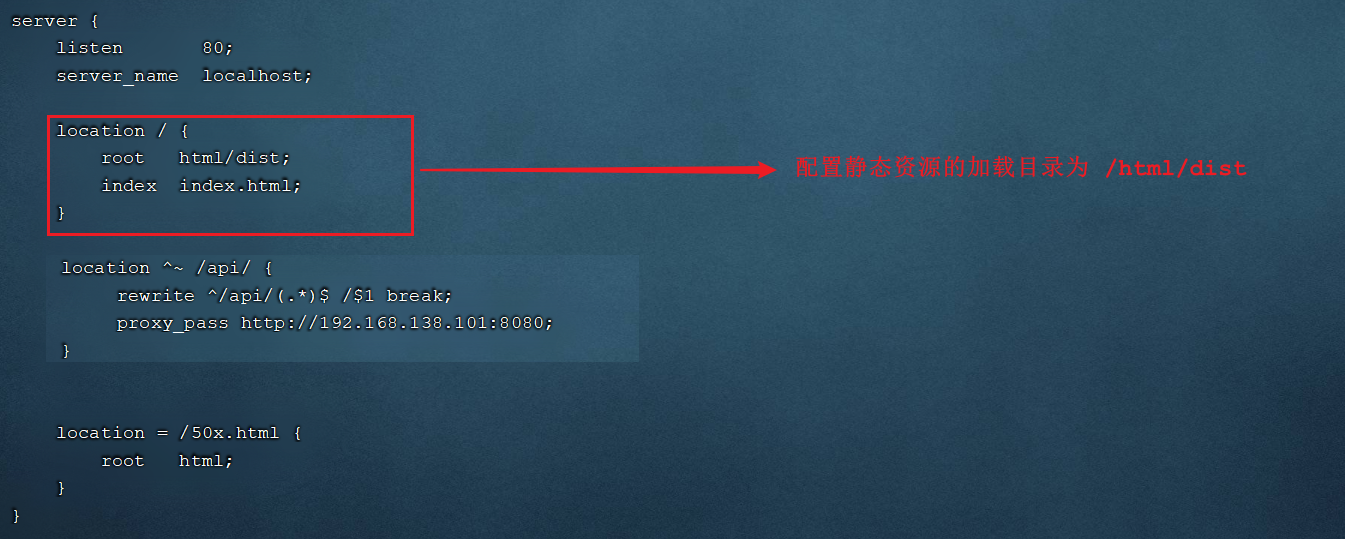 server {
listen 80;
server_name localhost;
location / {
root html/dist;
index index.html;
}
配置静态资源的加载目录为 /html/dist
location ^~ /api/ {
rewrite ^/api/(.*)$ /$1 break;
proxy_pass http://192.168.138.101:8080;
}
location = /50x.html {
root html;
}
}